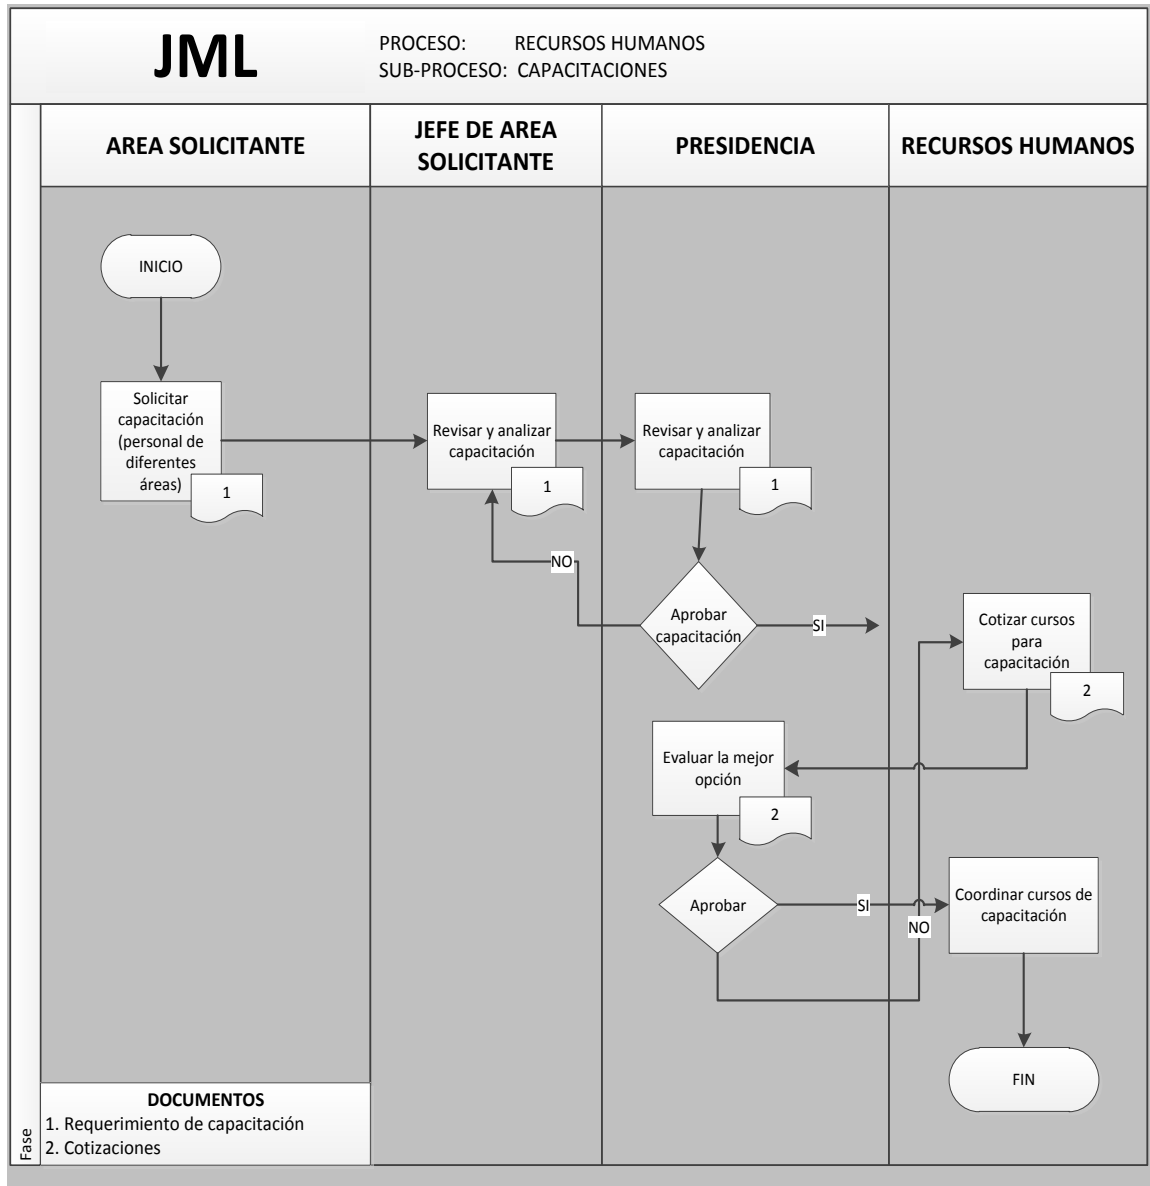 JML
PROCESO: RECURSOS HUMANOS
SUB-PROCESO: CAPACITACIONES
AREA SOLICITANTE
JEFE DE AREA
SOLICITANTE
PRESIDENCIA
RECURSOS HUMANOS
INICIO
Solicitar
capacitación
(personal de
diferentes
áreas)
1
Revisar y analizar
capacitación
1
Revisar y analizar
capacitación
1
NO
Aprobar
capacitación
SI
Cotizar cursos
para
capacitación
2
Evaluar la mejor
opción
2
Aprobar
SI
NO
Coordinar cursos de
capacitación
FIN
DOCUMENTOS
1. Requerimiento de capacitación
2. Cotizaciones
Fase